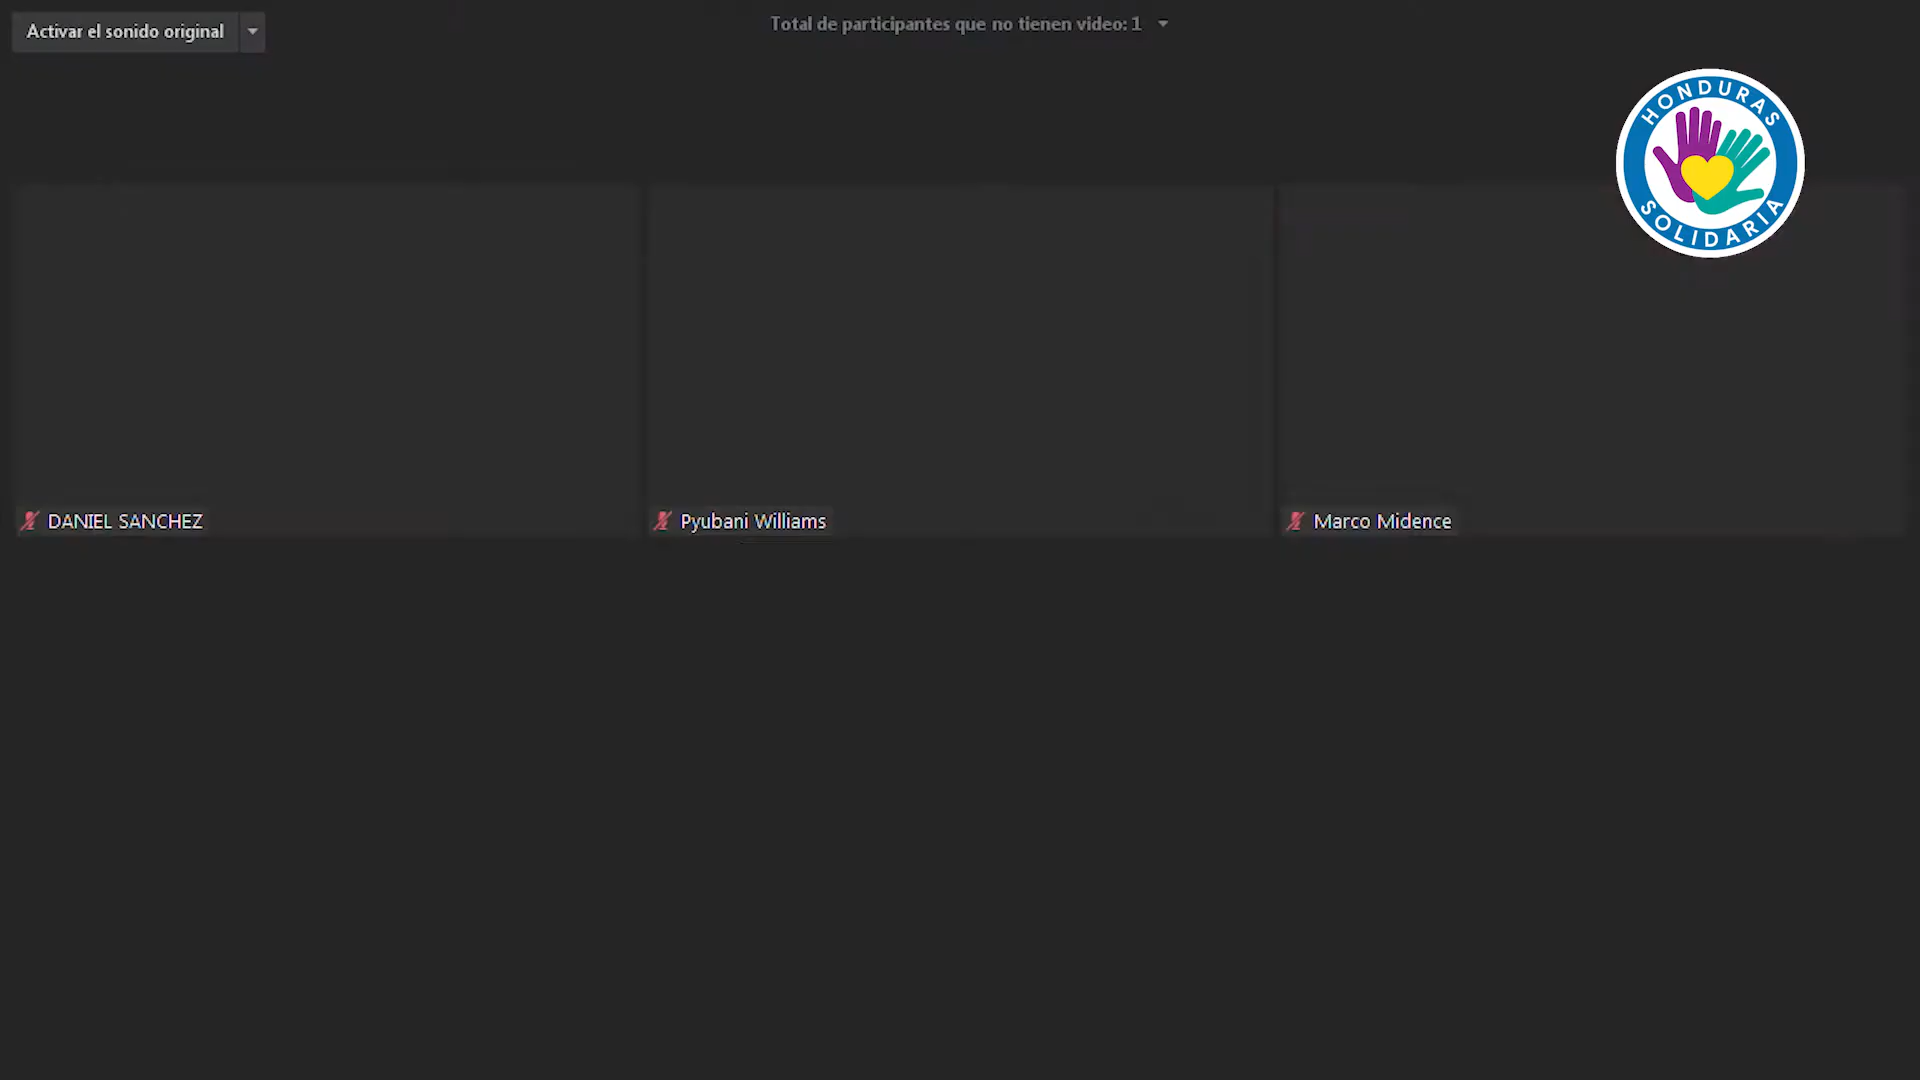 Activar el sonido original
Total de participantes que no tienen video: 1
HONDURAS
SOLIDARIA
DANIEL SANCHEZ
Pyubani Williams
Marco Midence